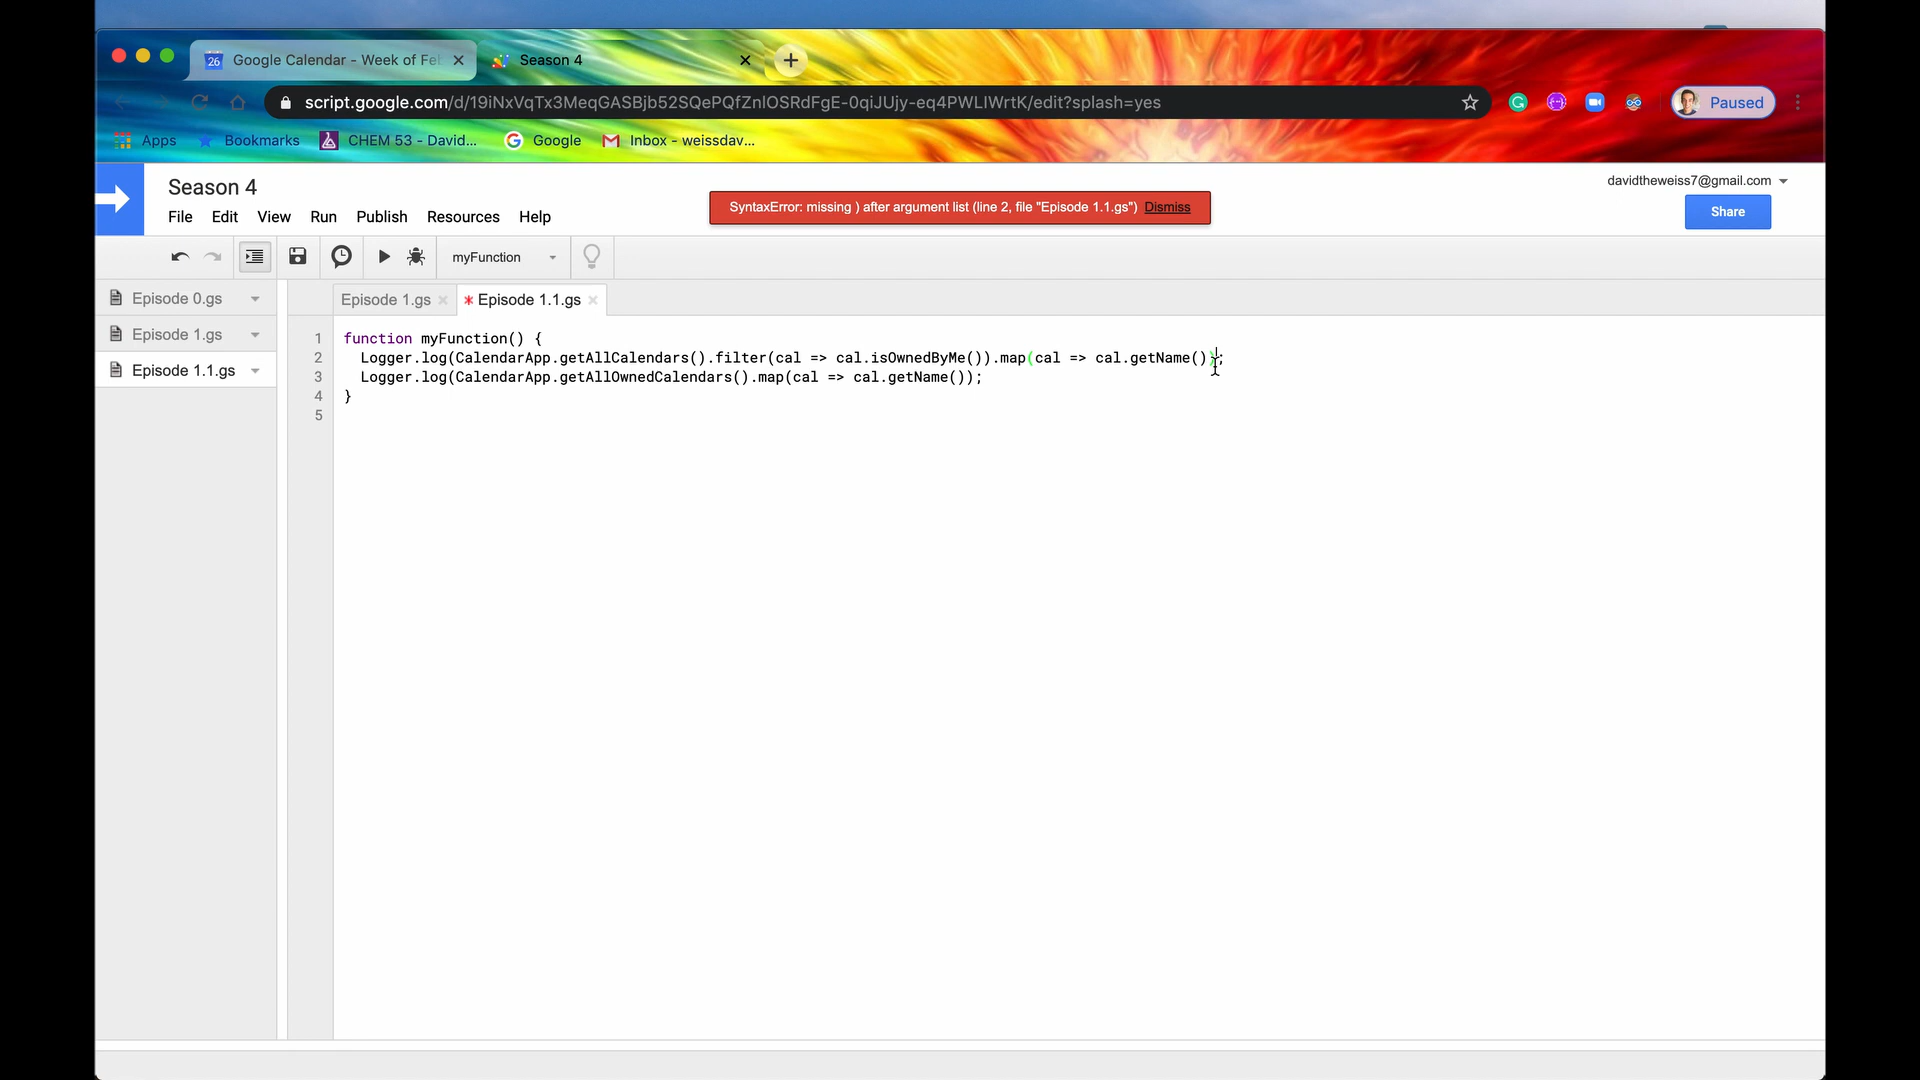 26 Google Calendar - Week of Feb
Season 4
script.google.com/d/19iNxVqTx3MeqGASBjb52SQePQfZnlOSRdFgE-0qiJUjy-eq4PWLIWrtK/edit?splash=yes
Paused
Apps Bookmarks CHEM 53 - David... Google Inbox - weissdav...
Season 4
davidtheweiss7@gmail.com
SyntaxError: missing ) after argument list (line 2, file "Episode 1.1.gs") Dismiss
File Edit View Run Publish Resources Help
Share
myFunction
Episode 0.gs
Episode 1.gs
Episode 1.1.gs
Episode 1.gs
* Episode 1.1.gs
1 function myFunction() {
2 Logger.log(CalendarApp.getAllCalendars().filter(cal => cal.isOwnedByMe()).map(cal => cal.getName());
3 Logger.log(CalendarApp.getAllOwnedCalendars().map(cal => cal.getName());
4 }
5